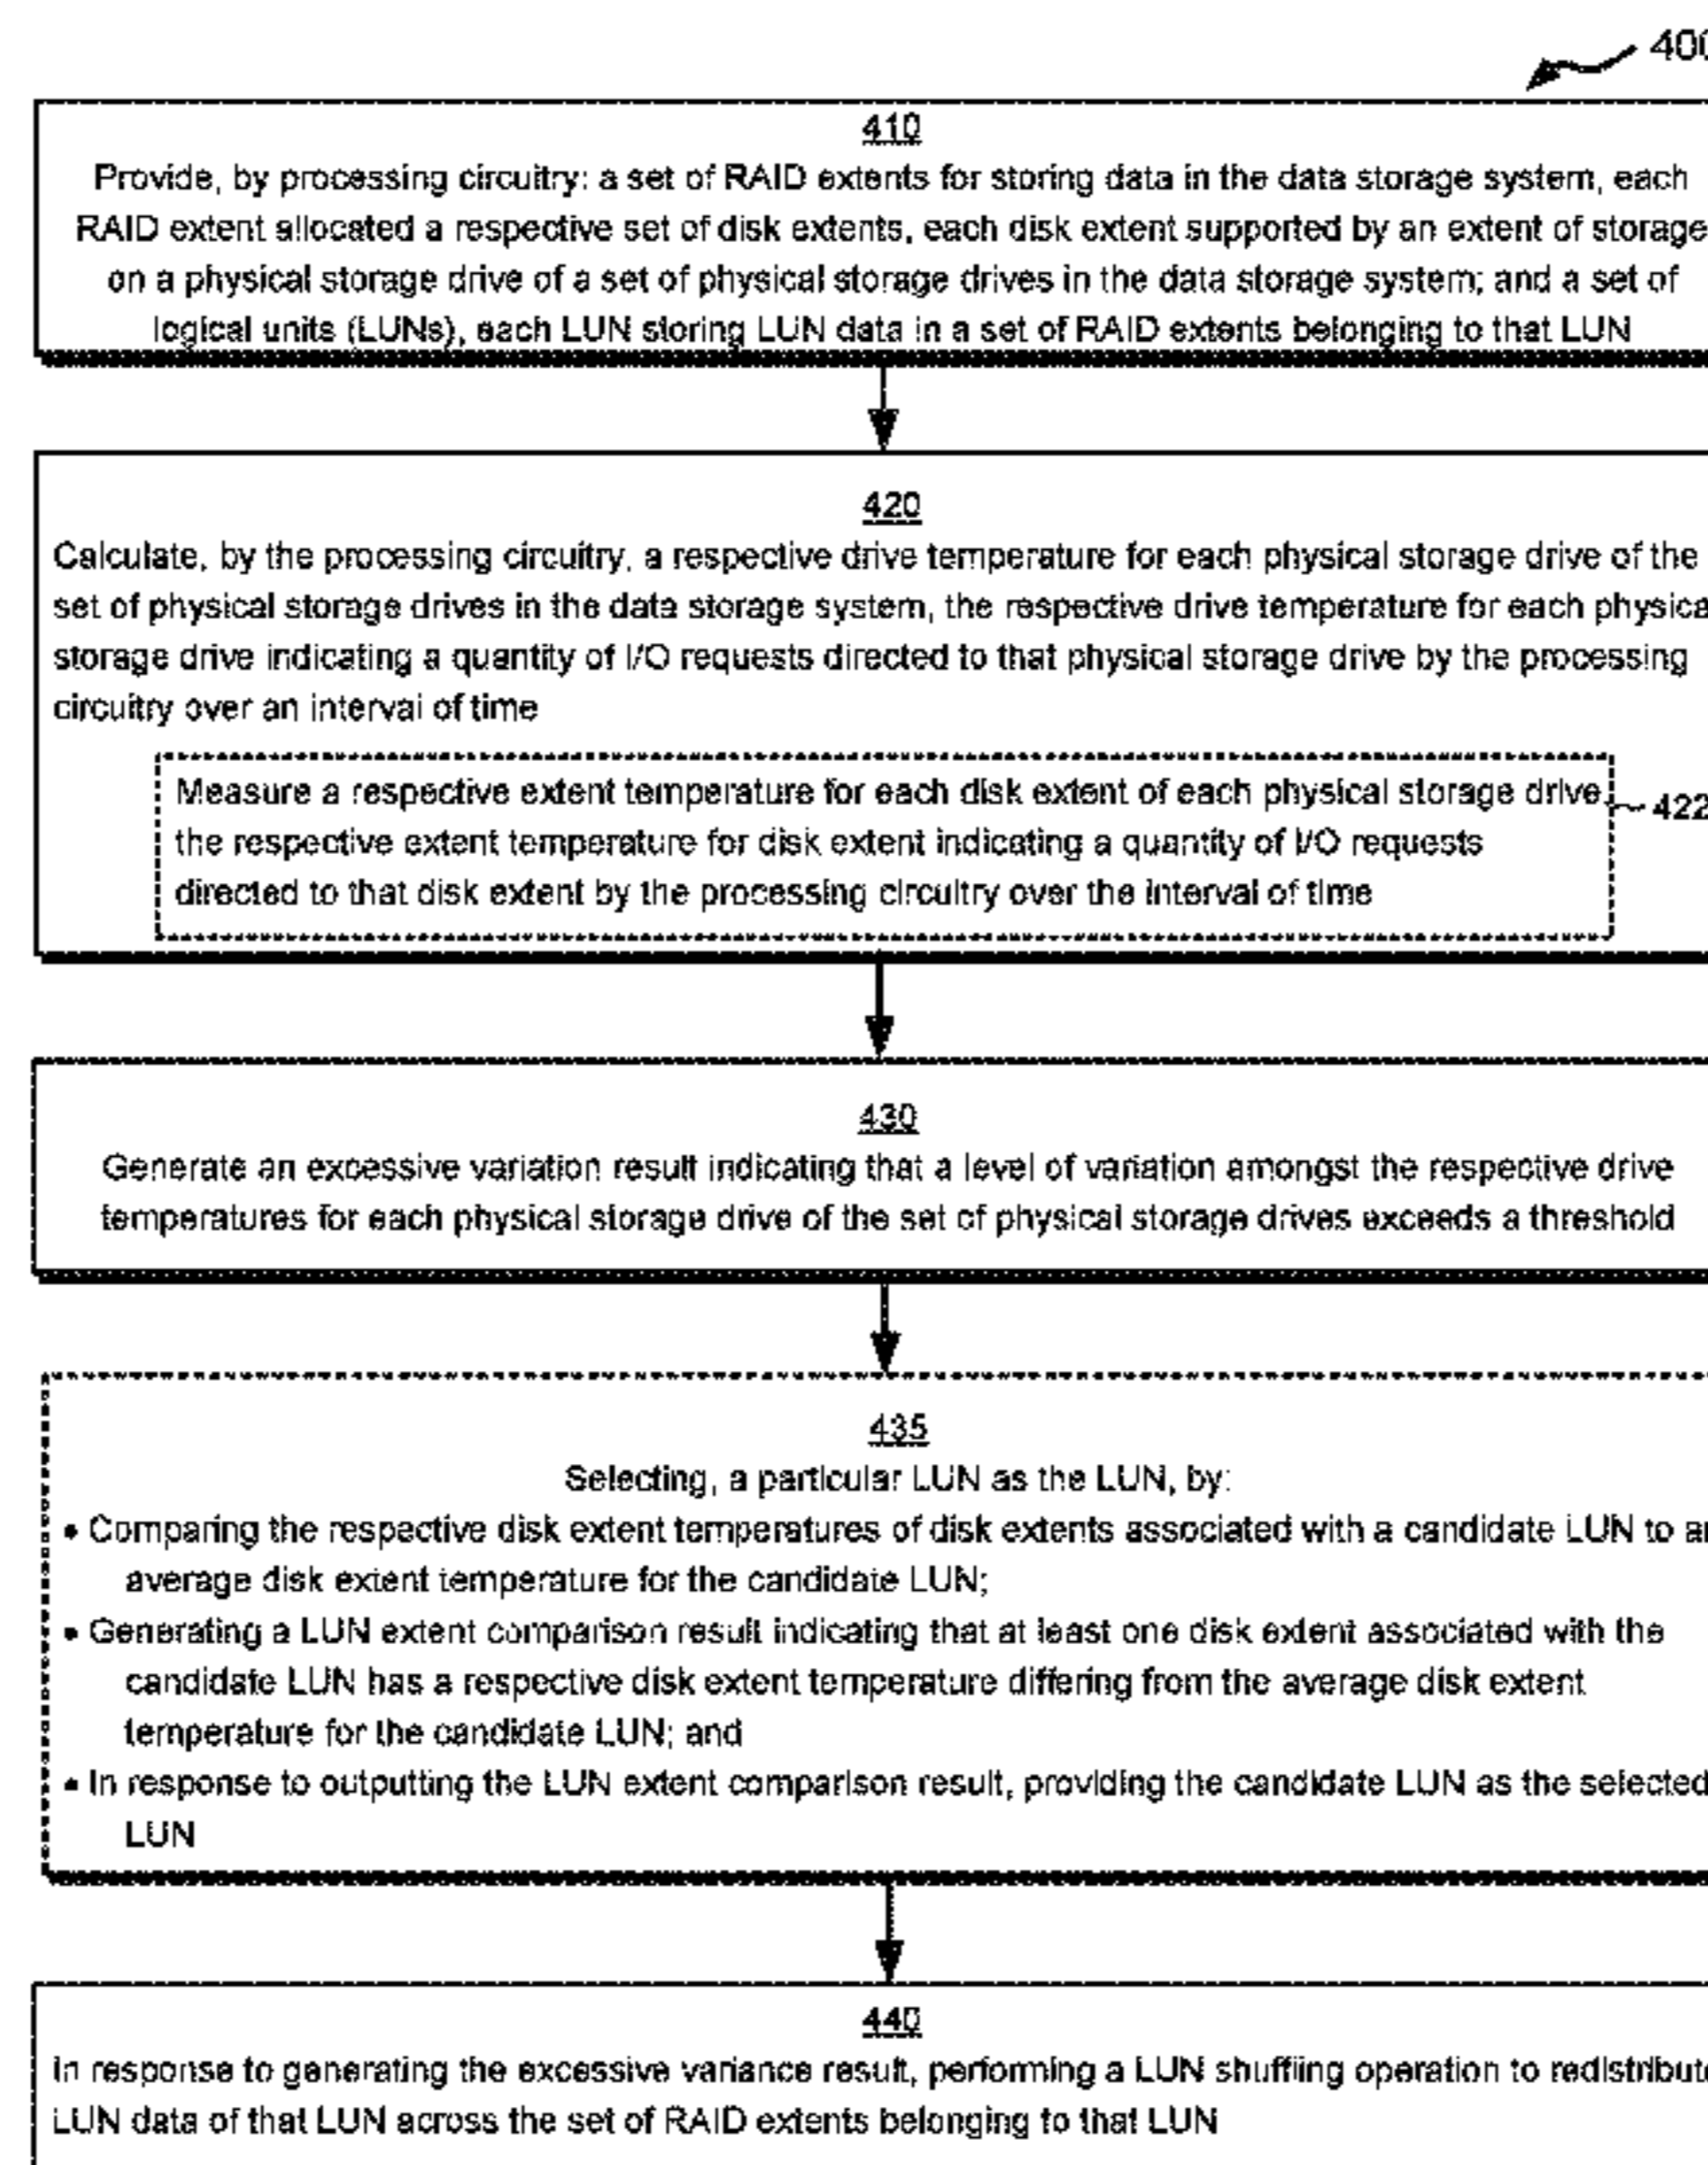 400
410
Provide, by processing circuitry: a set of RAID extents for storing data in the data storage system, each
RAID extent allocated a respective set of disk extents, each disk extent supported by an extent of storage
on a physical storage drive of a set of physical storage drives in the data storage system; and a set of
logical units (LUNs), each LUN storing LUN data in a set of RAID extents belonging to that LUN
420
Calculate, by the processing circuitry, a respective drive temperature for each physical storage drive of the
set of physical storage drives in the data storage system, the respective drive temperature for each physica
storage drive indicating a quantity of I/O requests directed to that physical storage drive by the processing
circuitry over an interval of time
Measure a respective extent temperature for each disk extent of each physical storage drive,
422
the respective extent temperature for disk extent indicating a quantity of I/O requests
directed to that disk extent by the processing circuitry over the interval of time
430
Generate an excessive variation result indicating that a level of variation amongst the respective drive
temperatures for each physical storage drive of the set of physical storage drives exceeds a threshold
435
Selecting, a particular LUN as the LUN, by:
• Comparing the respective disk extent temperatures of disk extents associated with a candidate LUN to an
average disk extent temperature for the candidate LUN;
• Generating a LUN extent comparison result indicating that at least one disk extent associated with the
candidate LUN has a respective disk extent temperature differing from the average disk extent
temperature for the candidate LUN; and
• In response to outputting the LUN extent comparison result, providing the candidate LUN as the selected
LUN
440
In response to generating the excessive variance result, performing a LUN shuffling operation to redistribute
LUN data of that LUN across the set of RAID extents belonging to that LUN